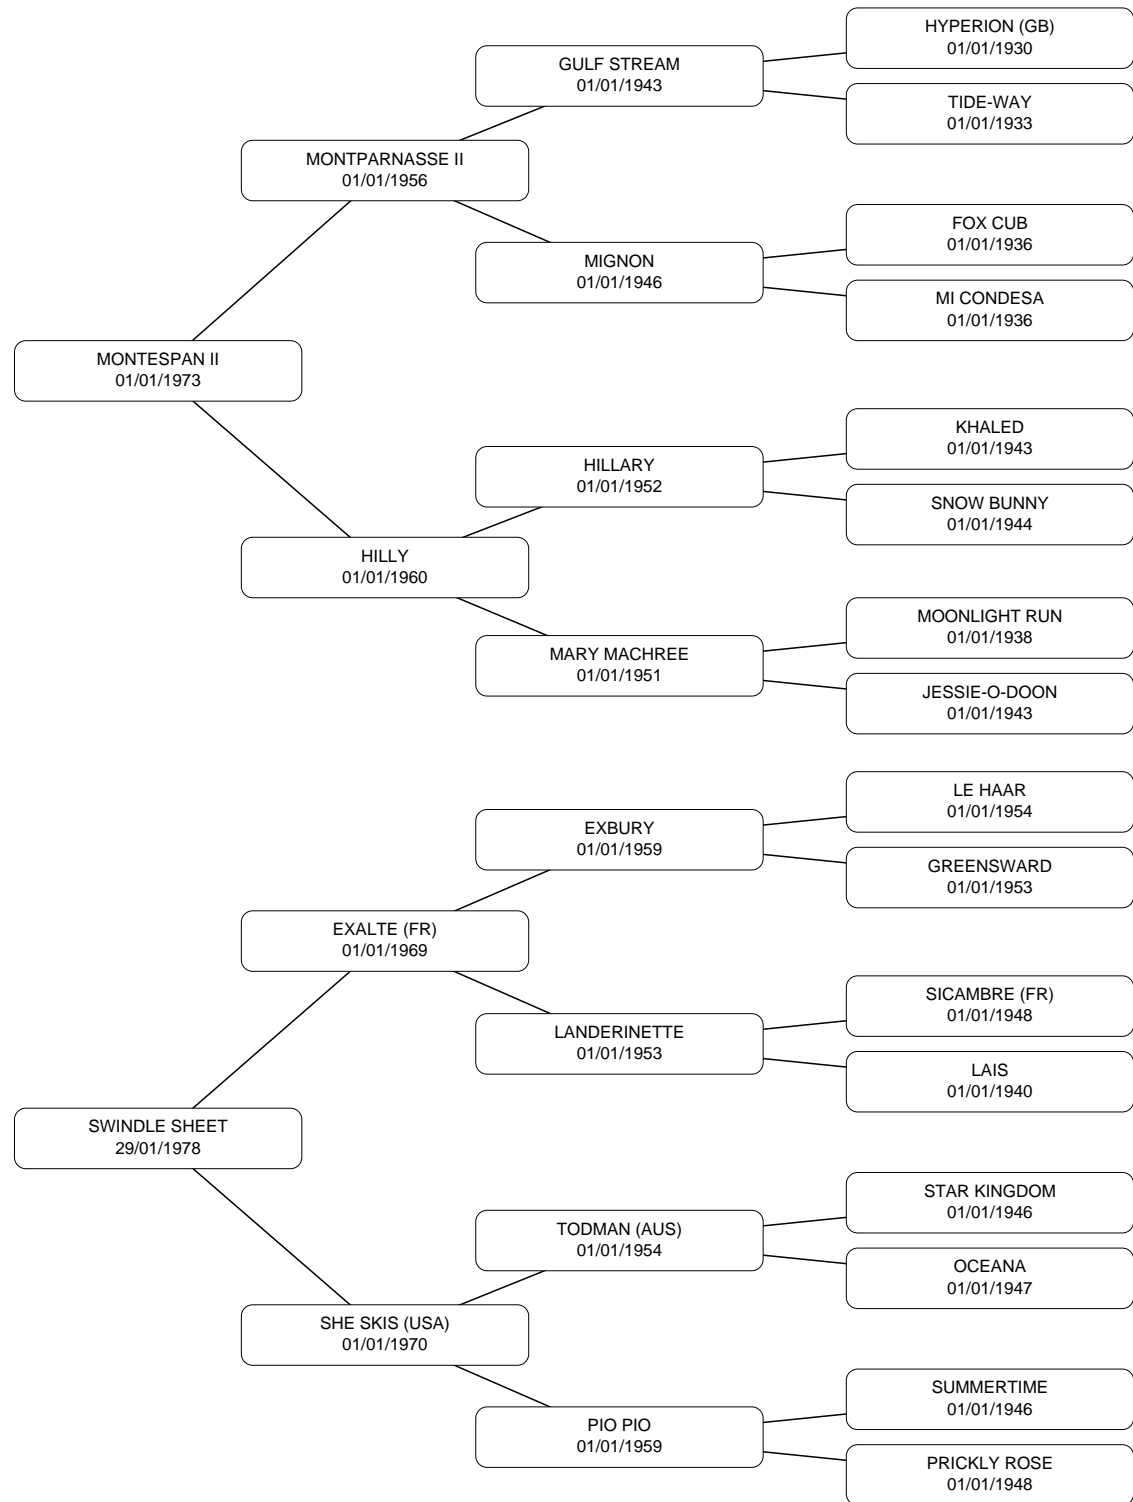 HYPERION (GB)
01/01/1930
GULF STREAM
01/01/1943
TIDE-WAY
01/01/1933
MONTPARNASSE II
01/01/1956
FOX CUB
01/01/1936
MIGNON
01/01/1946
MI CONDESA
01/01/1936
MONTESPAN II
01/01/1973
KHALED
01/01/1943
HILLARY
01/01/1952
SNOW BUNNY
01/01/1944
HILLY
01/01/1960
MOONLIGHT RUN
01/01/1938
MARY MACHREE
01/01/1951
JESSIE-O-DOON
01/01/1943
LE HAAR
01/01/1954
EXBURY
01/01/1959
GREENSWARD
01/01/1953
EXALTE (FR)
01/01/1969
SICAMBRE (FR)
01/01/1948
LANDERINETTE
01/01/1953
LAIS
01/01/1940
SWINDLE SHEET
29/01/1978
STAR KINGDOM
01/01/1946
TODMAN (AUS)
01/01/1954
OCEANA
01/01/1947
SHE SKIS (USA)
01/01/1970
SUMMERTIME
01/01/1946
PIO PIO
01/01/1959
PRICKLY ROSE
01/01/1948